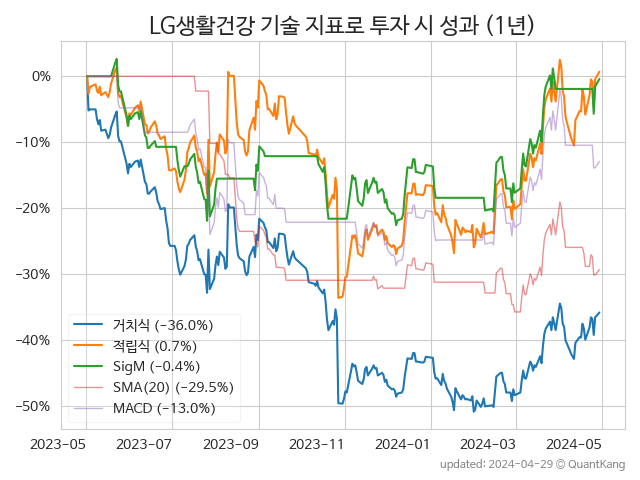 LG생활건강 기술 지표로 투자 시 성과 (1년)
0%
−10%
−20%
−30%
−40%
−50%
거치식 (−36.0%)
적립식 (0.7%)
SigM (−0.4%)
SMA(20) (−29.5%)
MACD (−13.0%)
2023-05 2023-07 2023-09 2023-11 2024-01 2024-03 2024-05
updated: 2024-04-29 © QuantKang